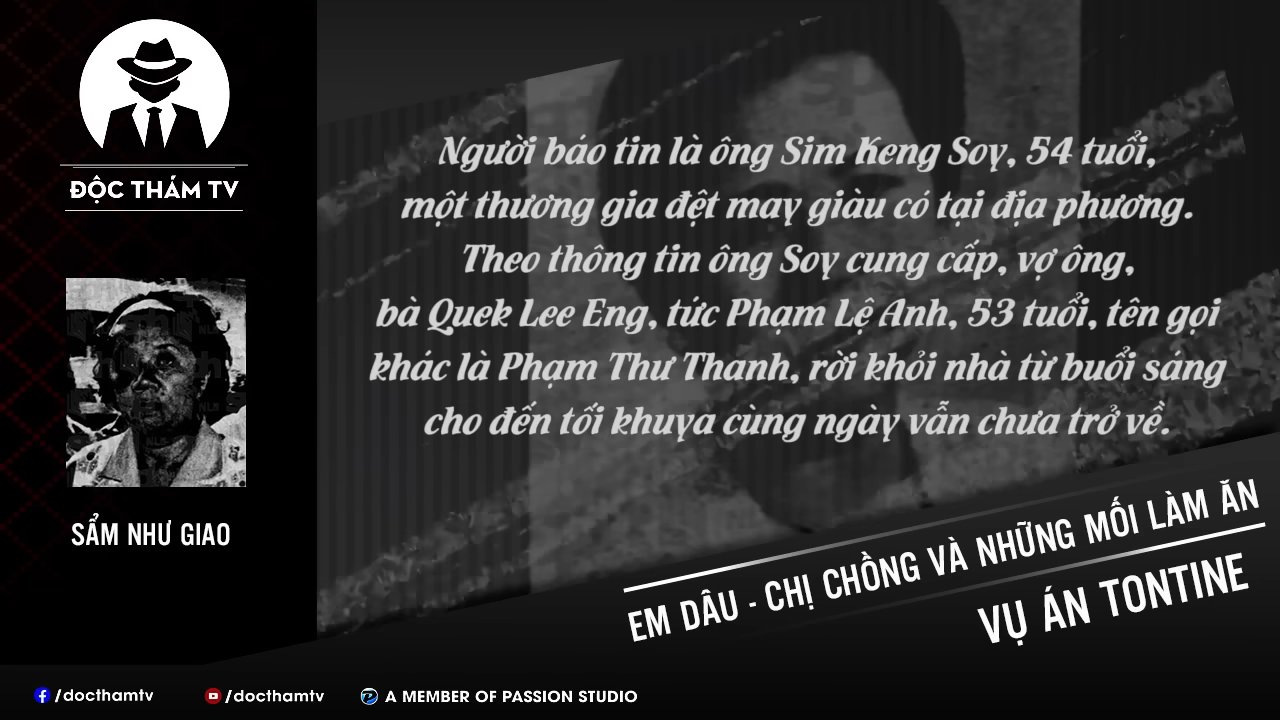 ĐỘC THÁM TV
SẨM NHƯ GIAO
Người báo tin là ông Sim Keng Soy, 54 tuổi,
một thương gia đệt may giàu có tại địa phương.
Theo thông tin ông Soy cung cấp, vợ ông,
bà Quek Lee Eng, tức Phạm Lệ Anh, 53 tuổi, tên gọi
khác là Phạm Thư Thanh, rời khỏi nhà từ buổi sáng
cho đến tối khuya cùng ngày vẫn chưa trở về.
EM DÂU - CHỊ CHỒNG VÀ NHỮNG MỐI LÀM ĂN
VỤ ÁN TONTINE
/docthamtv
/docthamtv
A MEMBER OF PASSION STUDIO